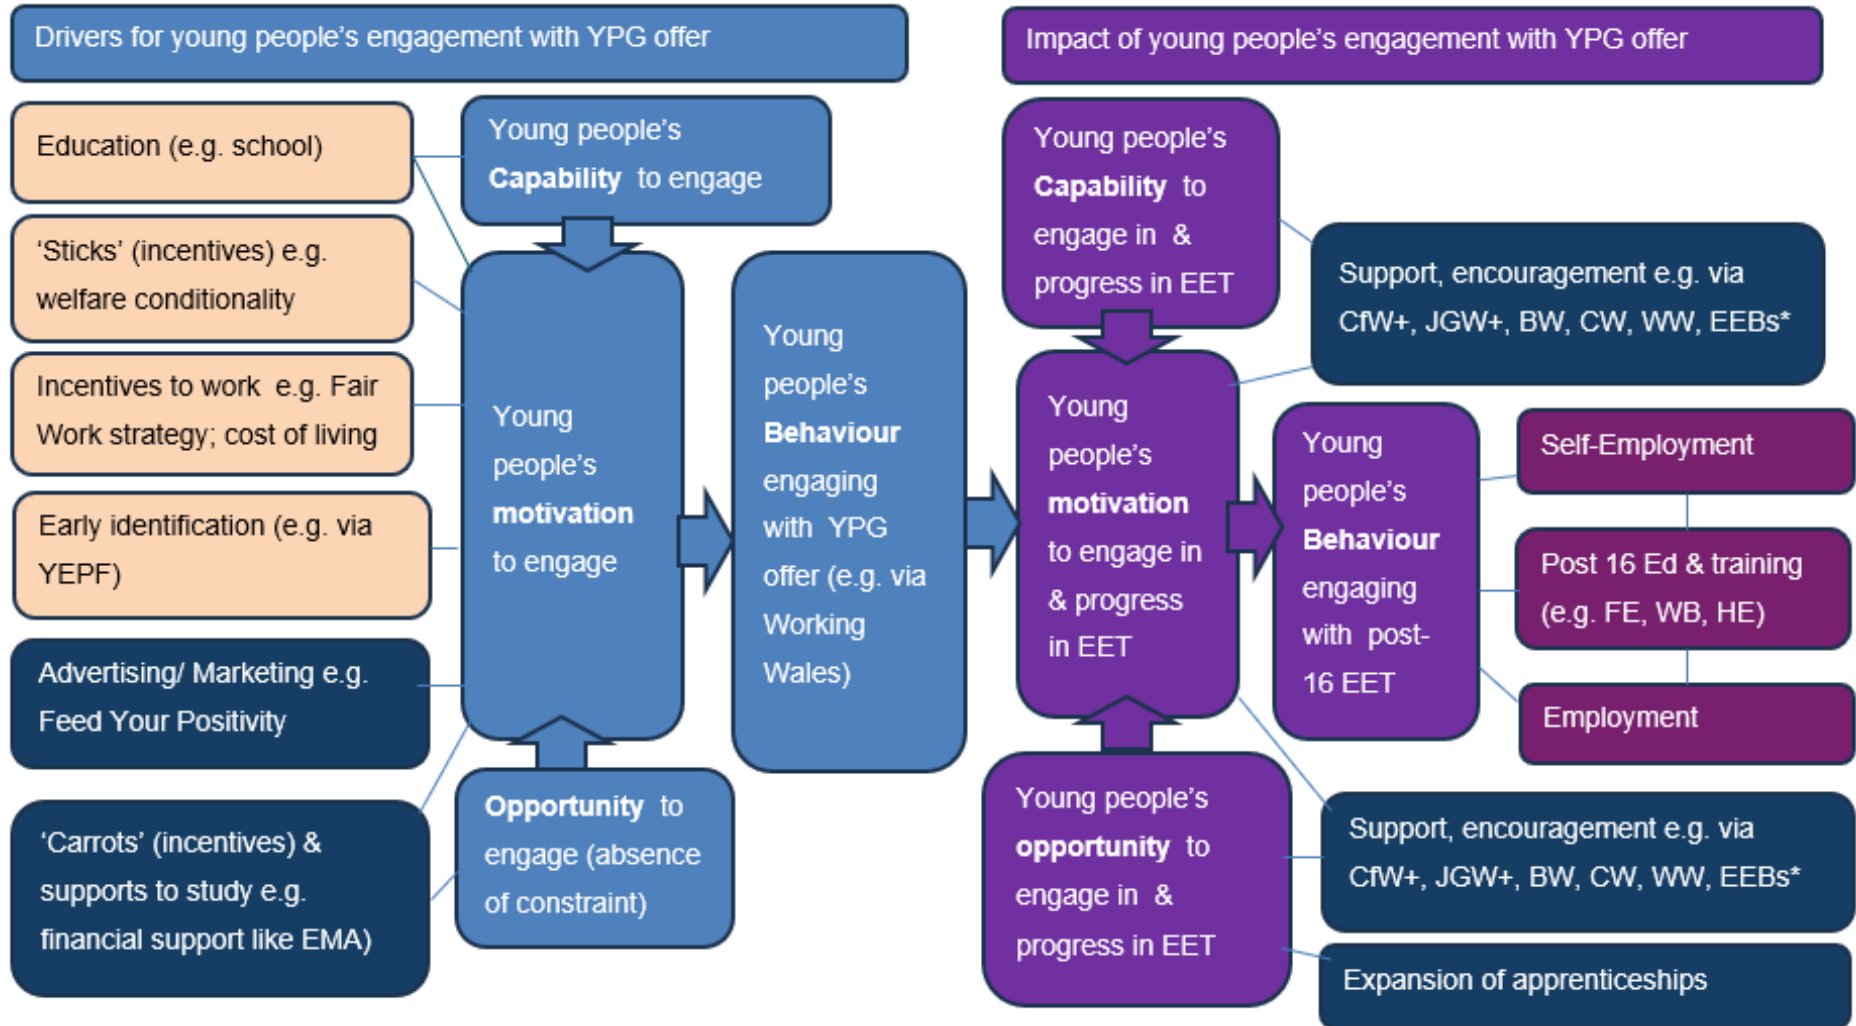 Drivers for young people's engagement with YPG offer
Impact of young people's engagement with YPG offer
Education (e.g. school)
'Sticks' (incentives) e.g.
welfare conditionality
Incentives to work e.g. Fair
Work strategy; cost of living
Early identification (e.g. via
YEPF)
Advertising/ Marketing e.g.
Feed Your Positivity
'Carrots' (incentives) &
supports to study e.g.
financial support like EMA)
Young people's
Capability to engage
Young
people's
motivation
to engage
Opportunity to
engage (absence
of constraint)
Young
people's
Behaviour
engaging
with YPG
offer (e.g. via
Working
Wales)
Young people's
Capability to
engage in &
progress in EET
Young
people's
motivation
to engage in
& progress
in EET
Young people's
opportunity to
engage in &
progress in EET
Support, encouragement e.g. via
CfW+, JGW+, BW, CW, WW, EEBs*
Young
people's
Behaviour
engaging
with post-
16 EET
Self-Employment
Post 16 Ed & training
(e.g. FE, WB, HE)
Employment
Support, encouragement e.g. via
CfW+, JGW+, BW, CW, WW, EEBs*
Expansion of apprenticeships